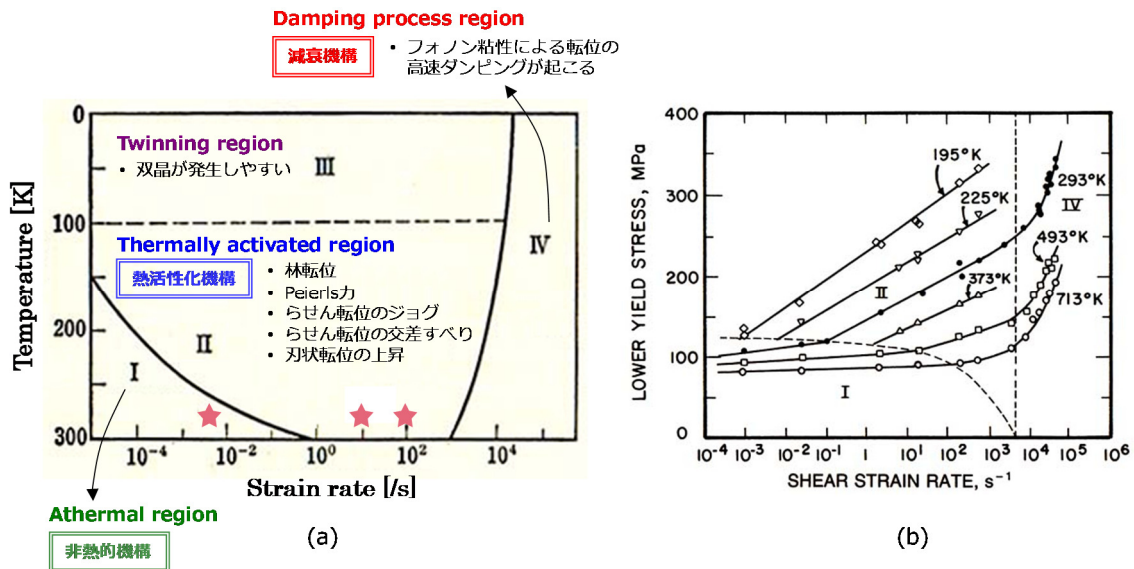 Damping process region
減衰機構
• フォノン粘性による転位の
高速ダンピングが起こる
Temperature [K]
0
100
200
300
Twinning region
• 双晶が発生しやすい
III
Thermally activated region
熱活性化機構
• 林転位
• Peierls力
• らせん転位のジョグ
• らせん転位の交差すべり
• 刃状転位の上昇
I
II
IV
10⁻⁴
10⁻²
10⁰
10²
10⁴
Strain rate [/s]
Athermal region
非熱的機構
(a)
LOWER YIELD STRESS, MPa
400
300
200
100
0
195°K
225°K
293°K
IV
493°K
373°K
713°K
II
I
10⁻⁴
10⁻³
10⁻²
10⁻¹
1
10¹
10²
10³
10⁴
10⁵
10⁶
SHEAR STRAIN RATE, s⁻¹
(b)